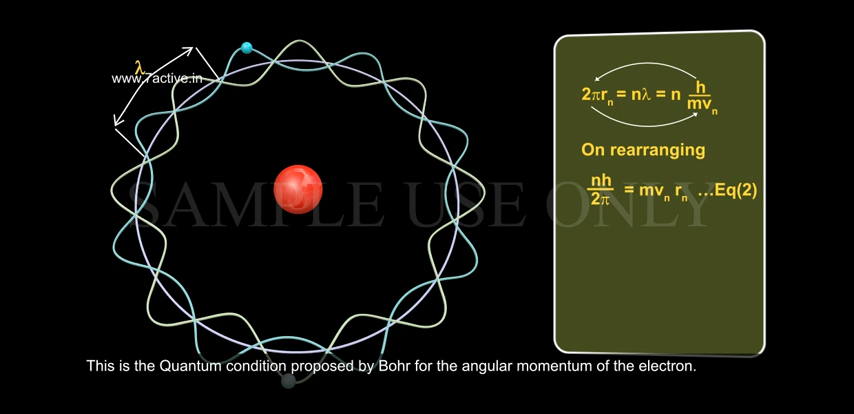 λ
www.7active.in
2πrₙ = nλ = n h/mvₙ
On rearranging
nh/2π = mvₙ rₙ ...Eq(2)
SAMPLE USE ONLY
This is the Quantum condition proposed by Bohr for the angular momentum of the electron.